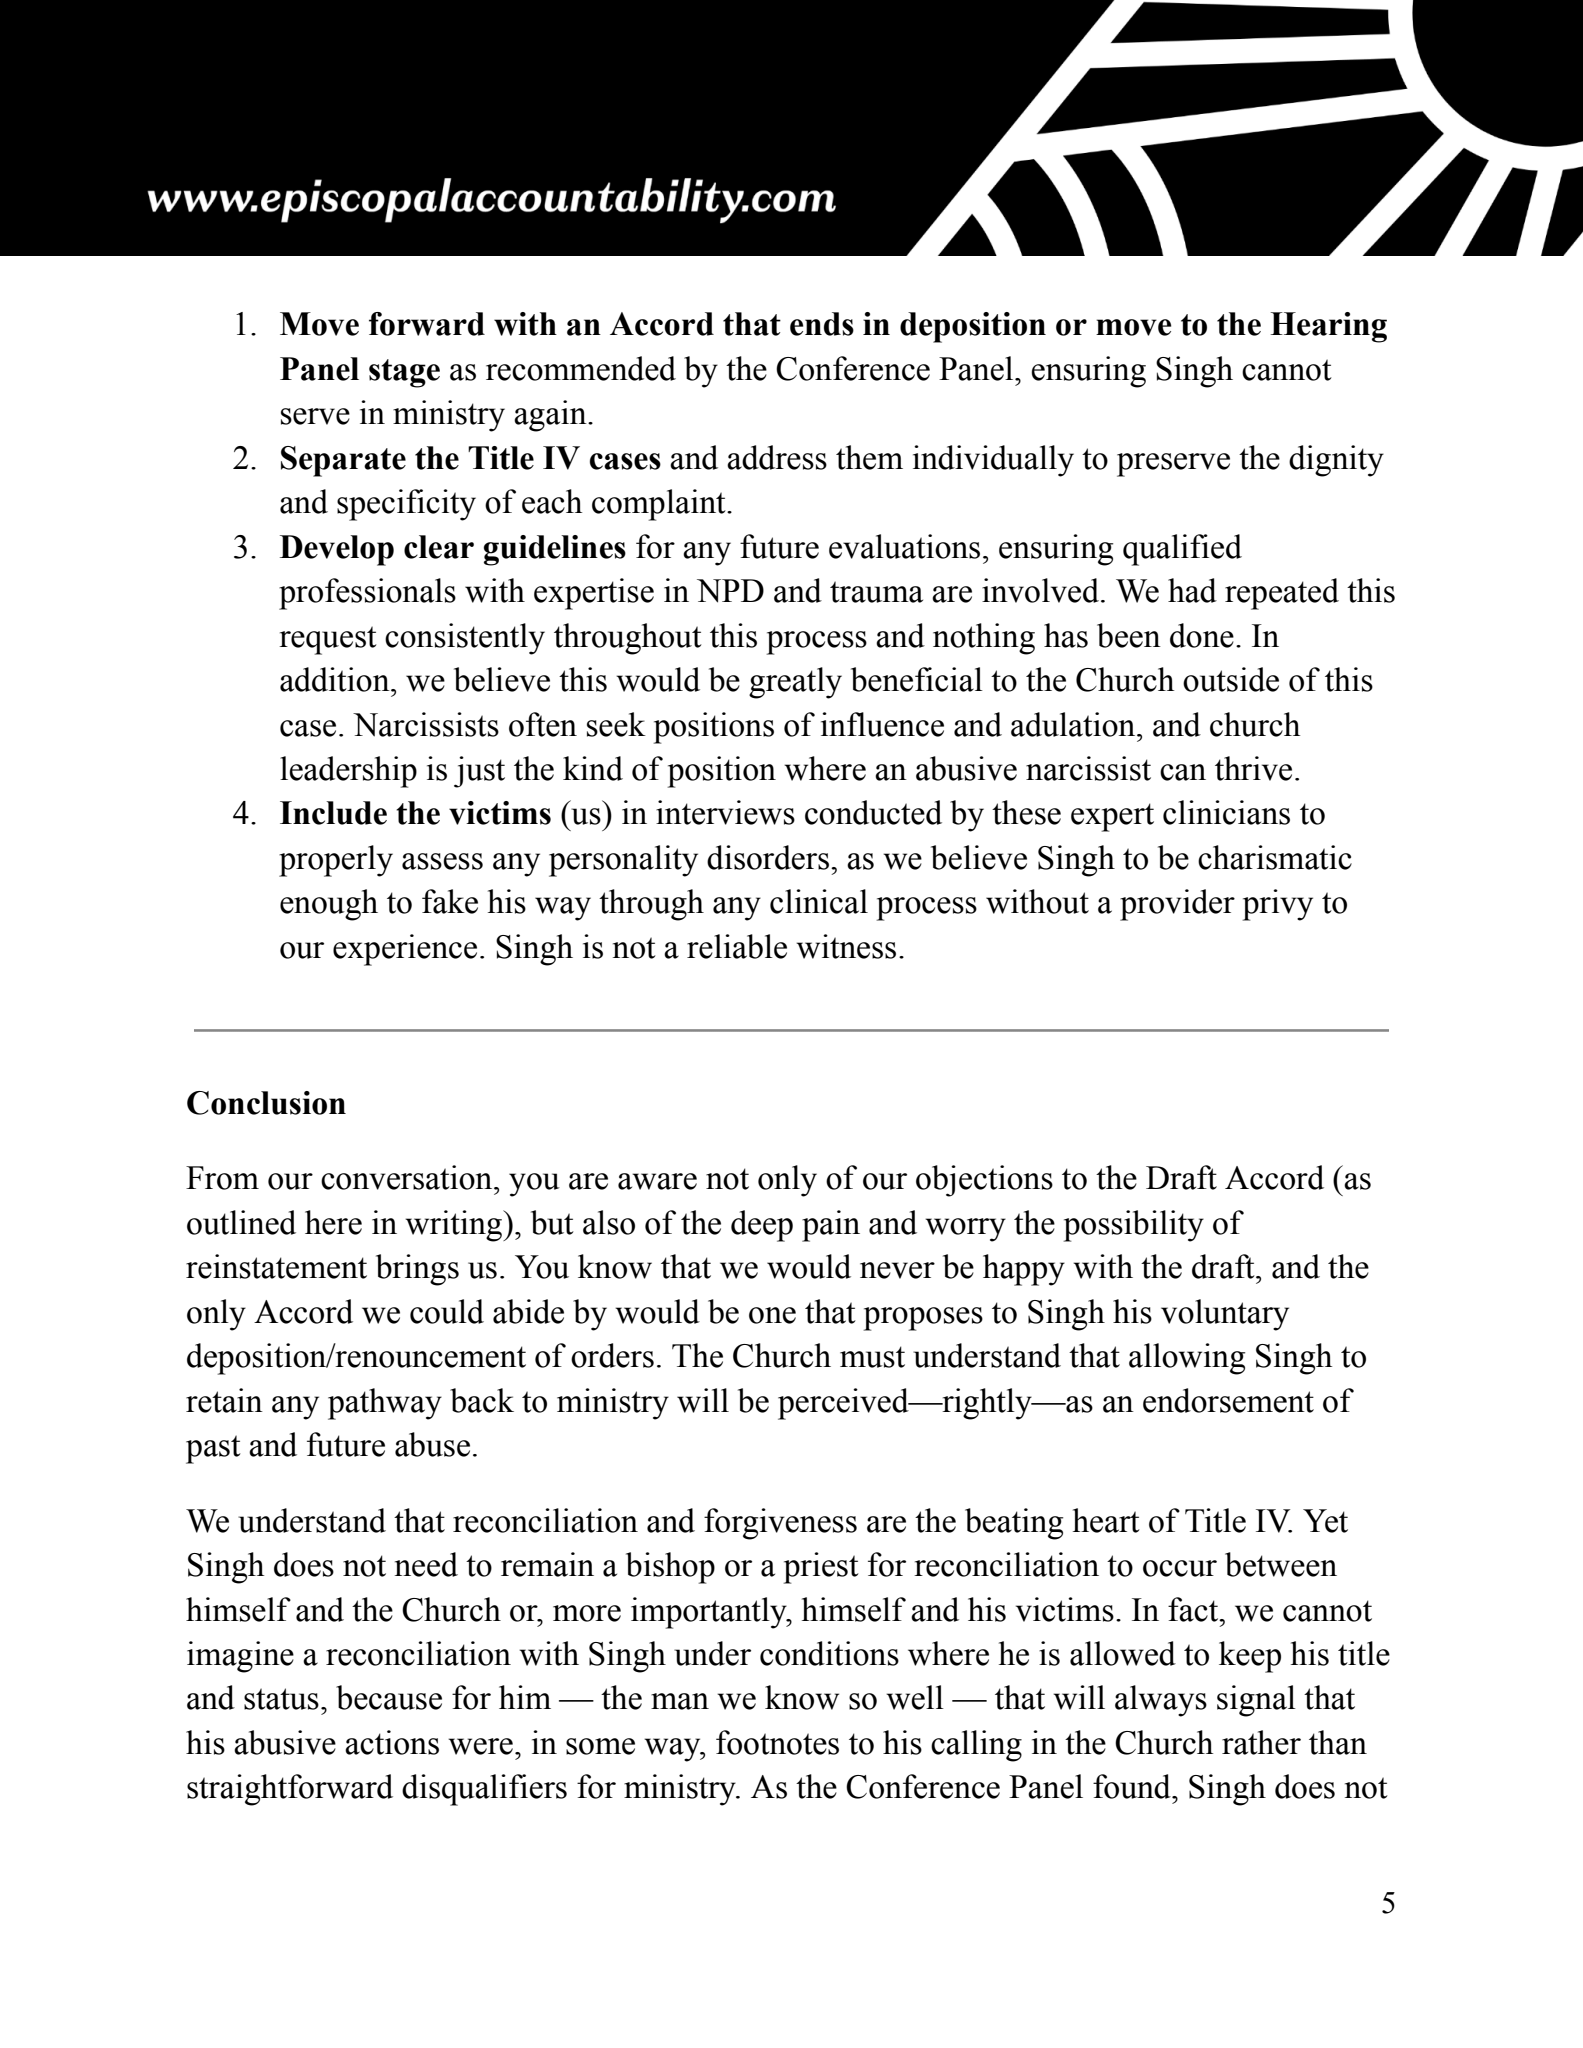 www.episcopalaccountability.com
1. Move forward with an Accord that ends in deposition or move to the Hearing
Panel stage as recommended by the Conference Panel, ensuring Singh cannot
serve in ministry again.
2. Separate the Title IV cases and address them individually to preserve the dignity
and specificity of each complaint.
3. Develop clear guidelines for any future evaluations, ensuring qualified
professionals with expertise in NPD and trauma are involved. We had repeated this
request consistently throughout this process and nothing has been done. In
addition, we believe this would be greatly beneficial to the Church outside of this
case. Narcissists often seek positions of influence and adulation, and church
leadership is just the kind of position where an abusive narcissist can thrive.
4. Include the victims (us) in interviews conducted by these expert clinicians to
properly assess any personality disorders, as we believe Singh to be charismatic
enough to fake his way through any clinical process without a provider privy to
our experience. Singh is not a reliable witness.
Conclusion
From our conversation, you are aware not only of our objections to the Draft Accord (as
outlined here in writing), but also of the deep pain and worry the possibility of
reinstatement brings us. You know that we would never be happy with the draft, and the
only Accord we could abide by would be one that proposes to Singh his voluntary
deposition/renouncement of orders. The Church must understand that allowing Singh to
retain any pathway back to ministry will be perceived—rightly—as an endorsement of
past and future abuse.
We understand that reconciliation and forgiveness are the beating heart of Title IV. Yet
Singh does not need to remain a bishop or a priest for reconciliation to occur between
himself and the Church or, more importantly, himself and his victims. In fact, we cannot
imagine a reconciliation with Singh under conditions where he is allowed to keep his title
and status, because for him — the man we know so well — that will always signal that
his abusive actions were, in some way, footnotes to his calling in the Church rather than
straightforward disqualifiers for ministry. As the Conference Panel found, Singh does not
5